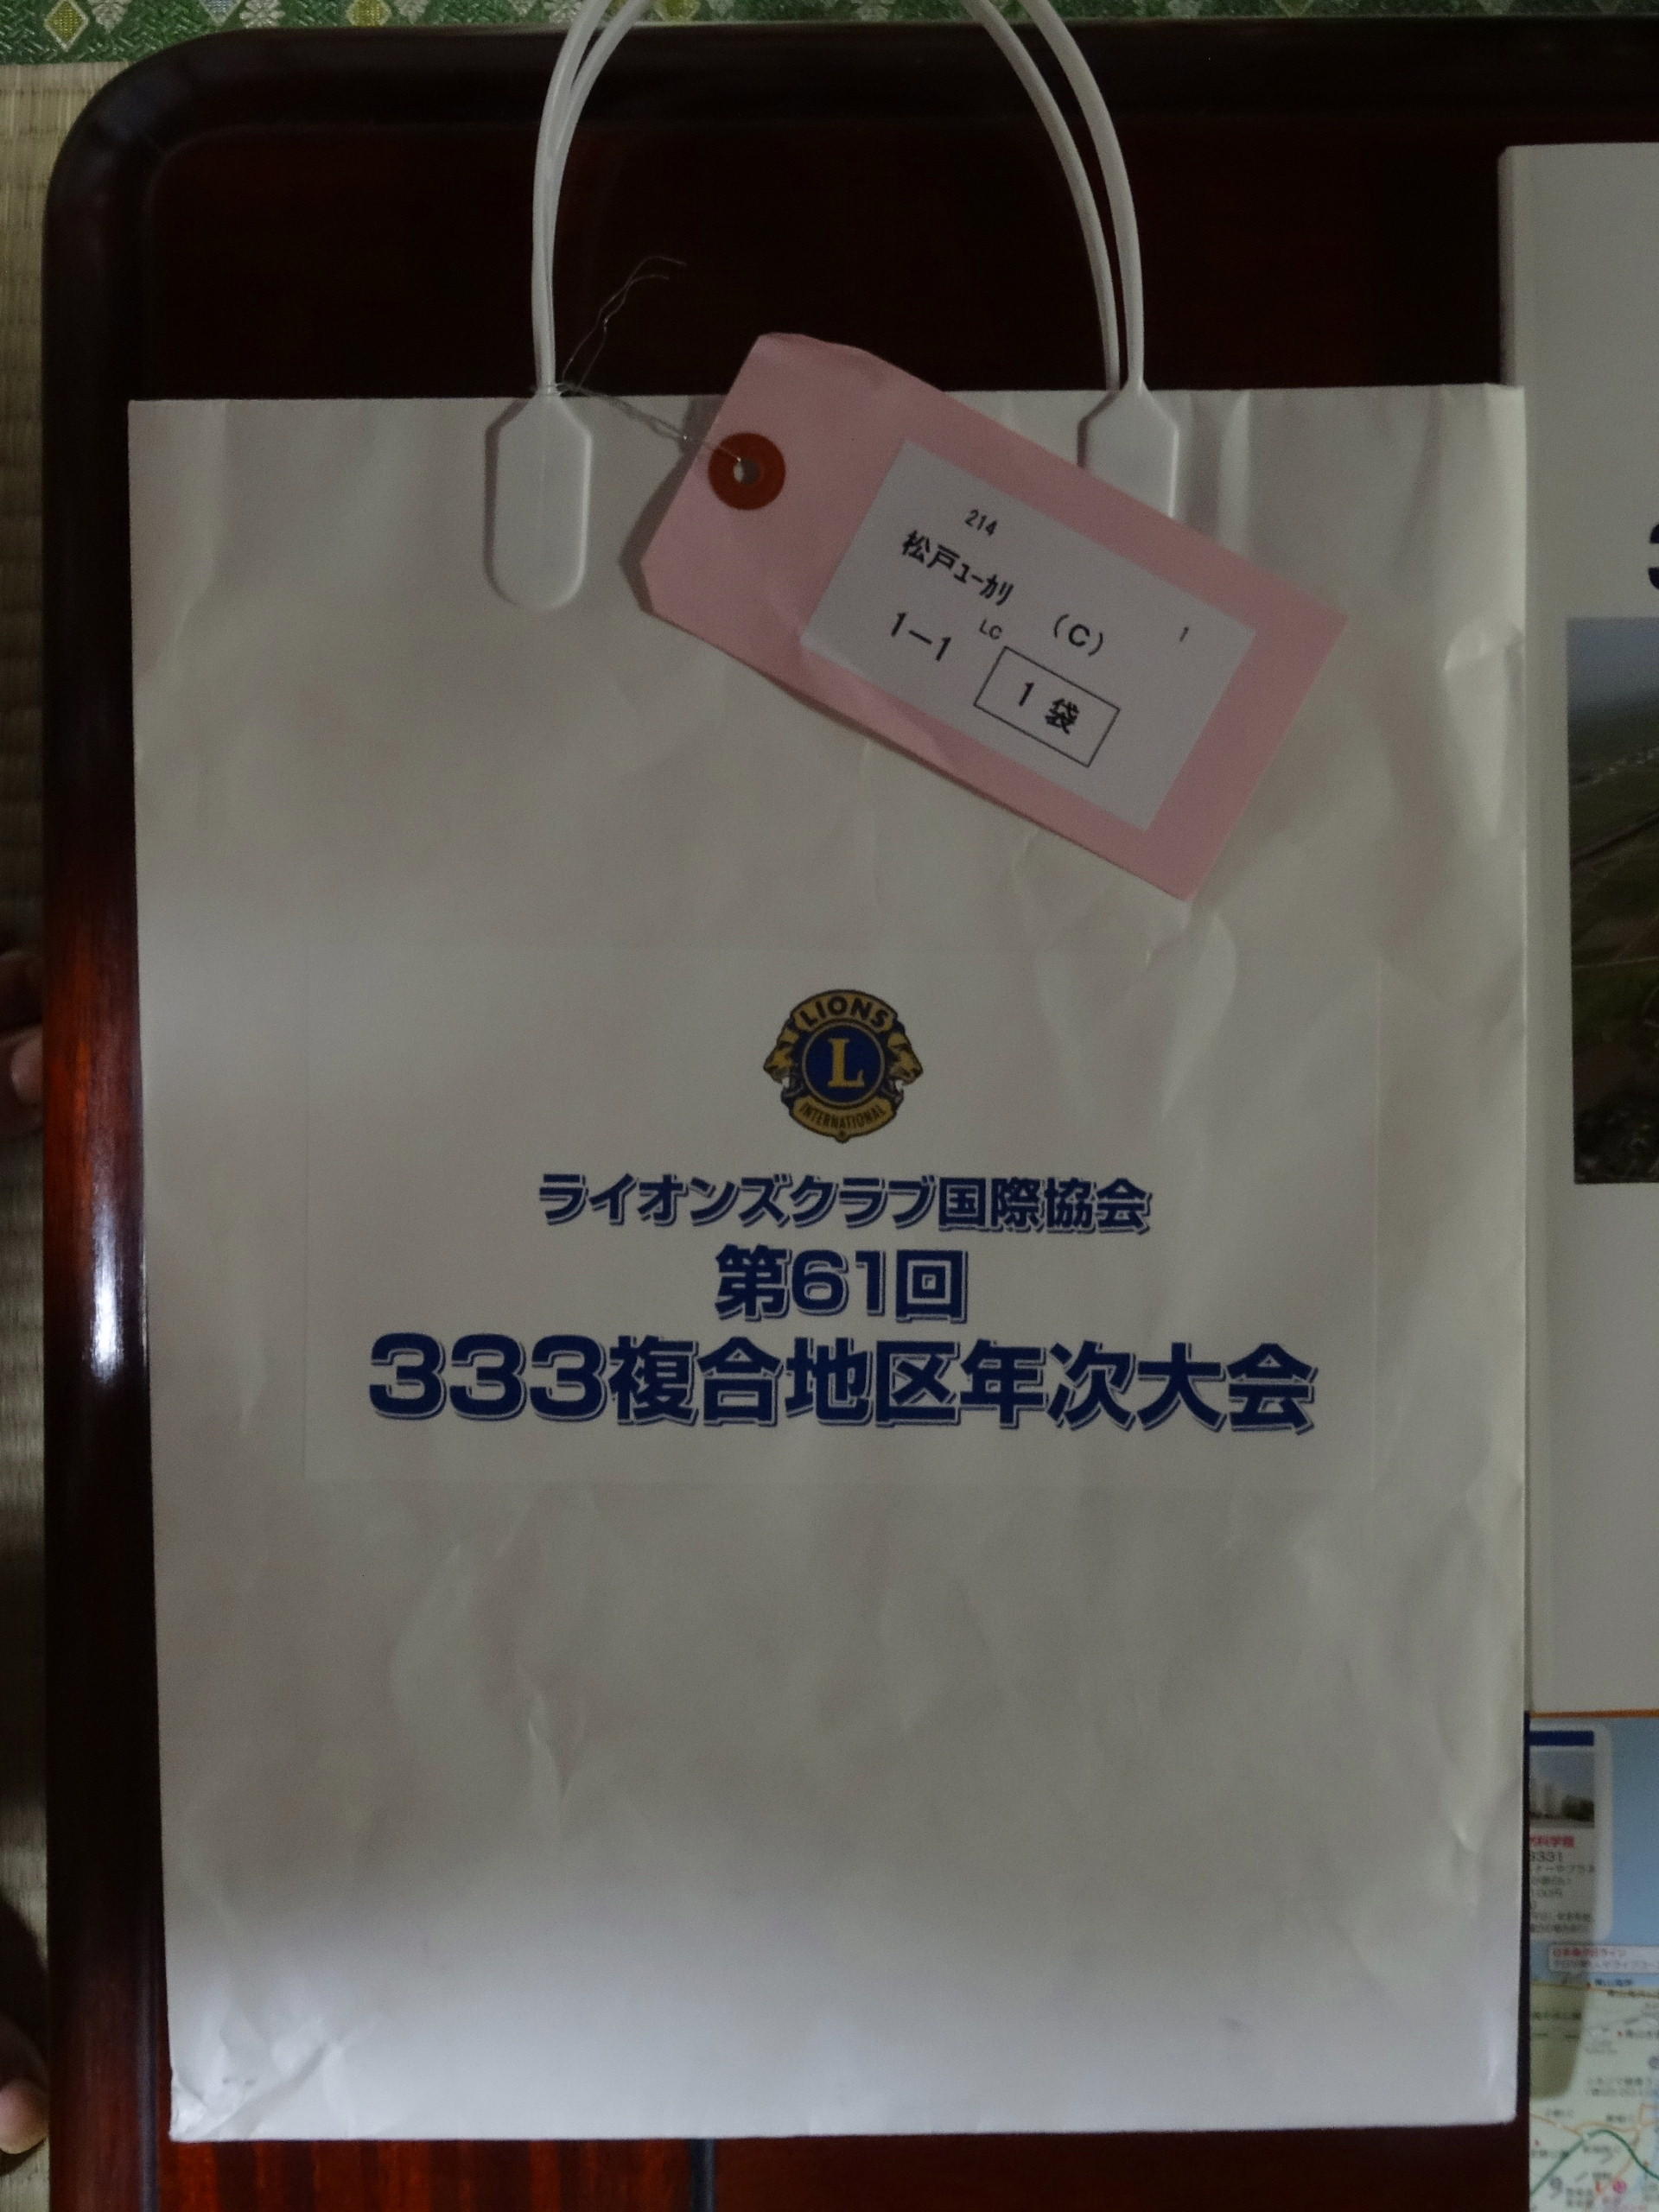 214
松戸ﾕｰｶﾘ (C) 1
LC
1－1
1 袋
LIONS
L
INTERNATIONAL
ライオンズクラブ国際協会
第61回
333複合地区年次大会